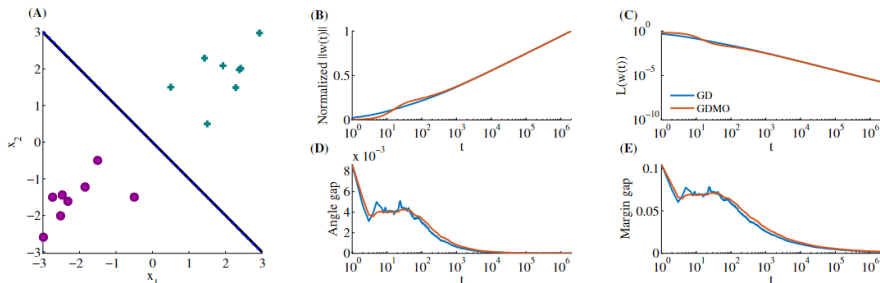 (A)
3
2
1
0
−1
−2
−3
x2
−3 −2 −1 0 1 2 3
x1
(B)
1
0.5
0
Normalized ||w(t)||
10^0 10^1 10^2 10^3 10^4 10^5 10^6
t
(C)
10^0
10^−5
10^−10
L(w(t))
GD
GDMO
10^0 10^1 10^2 10^3 10^4 10^5 10^6
t
(D)
x 10^−3
8
6
4
2
0
Angle gap
10^0 10^1 10^2 10^3 10^4 10^5 10^6
t
(E)
0.1
0.05
0
Margin gap
10^0 10^1 10^2 10^3 10^4 10^5 10^6
t